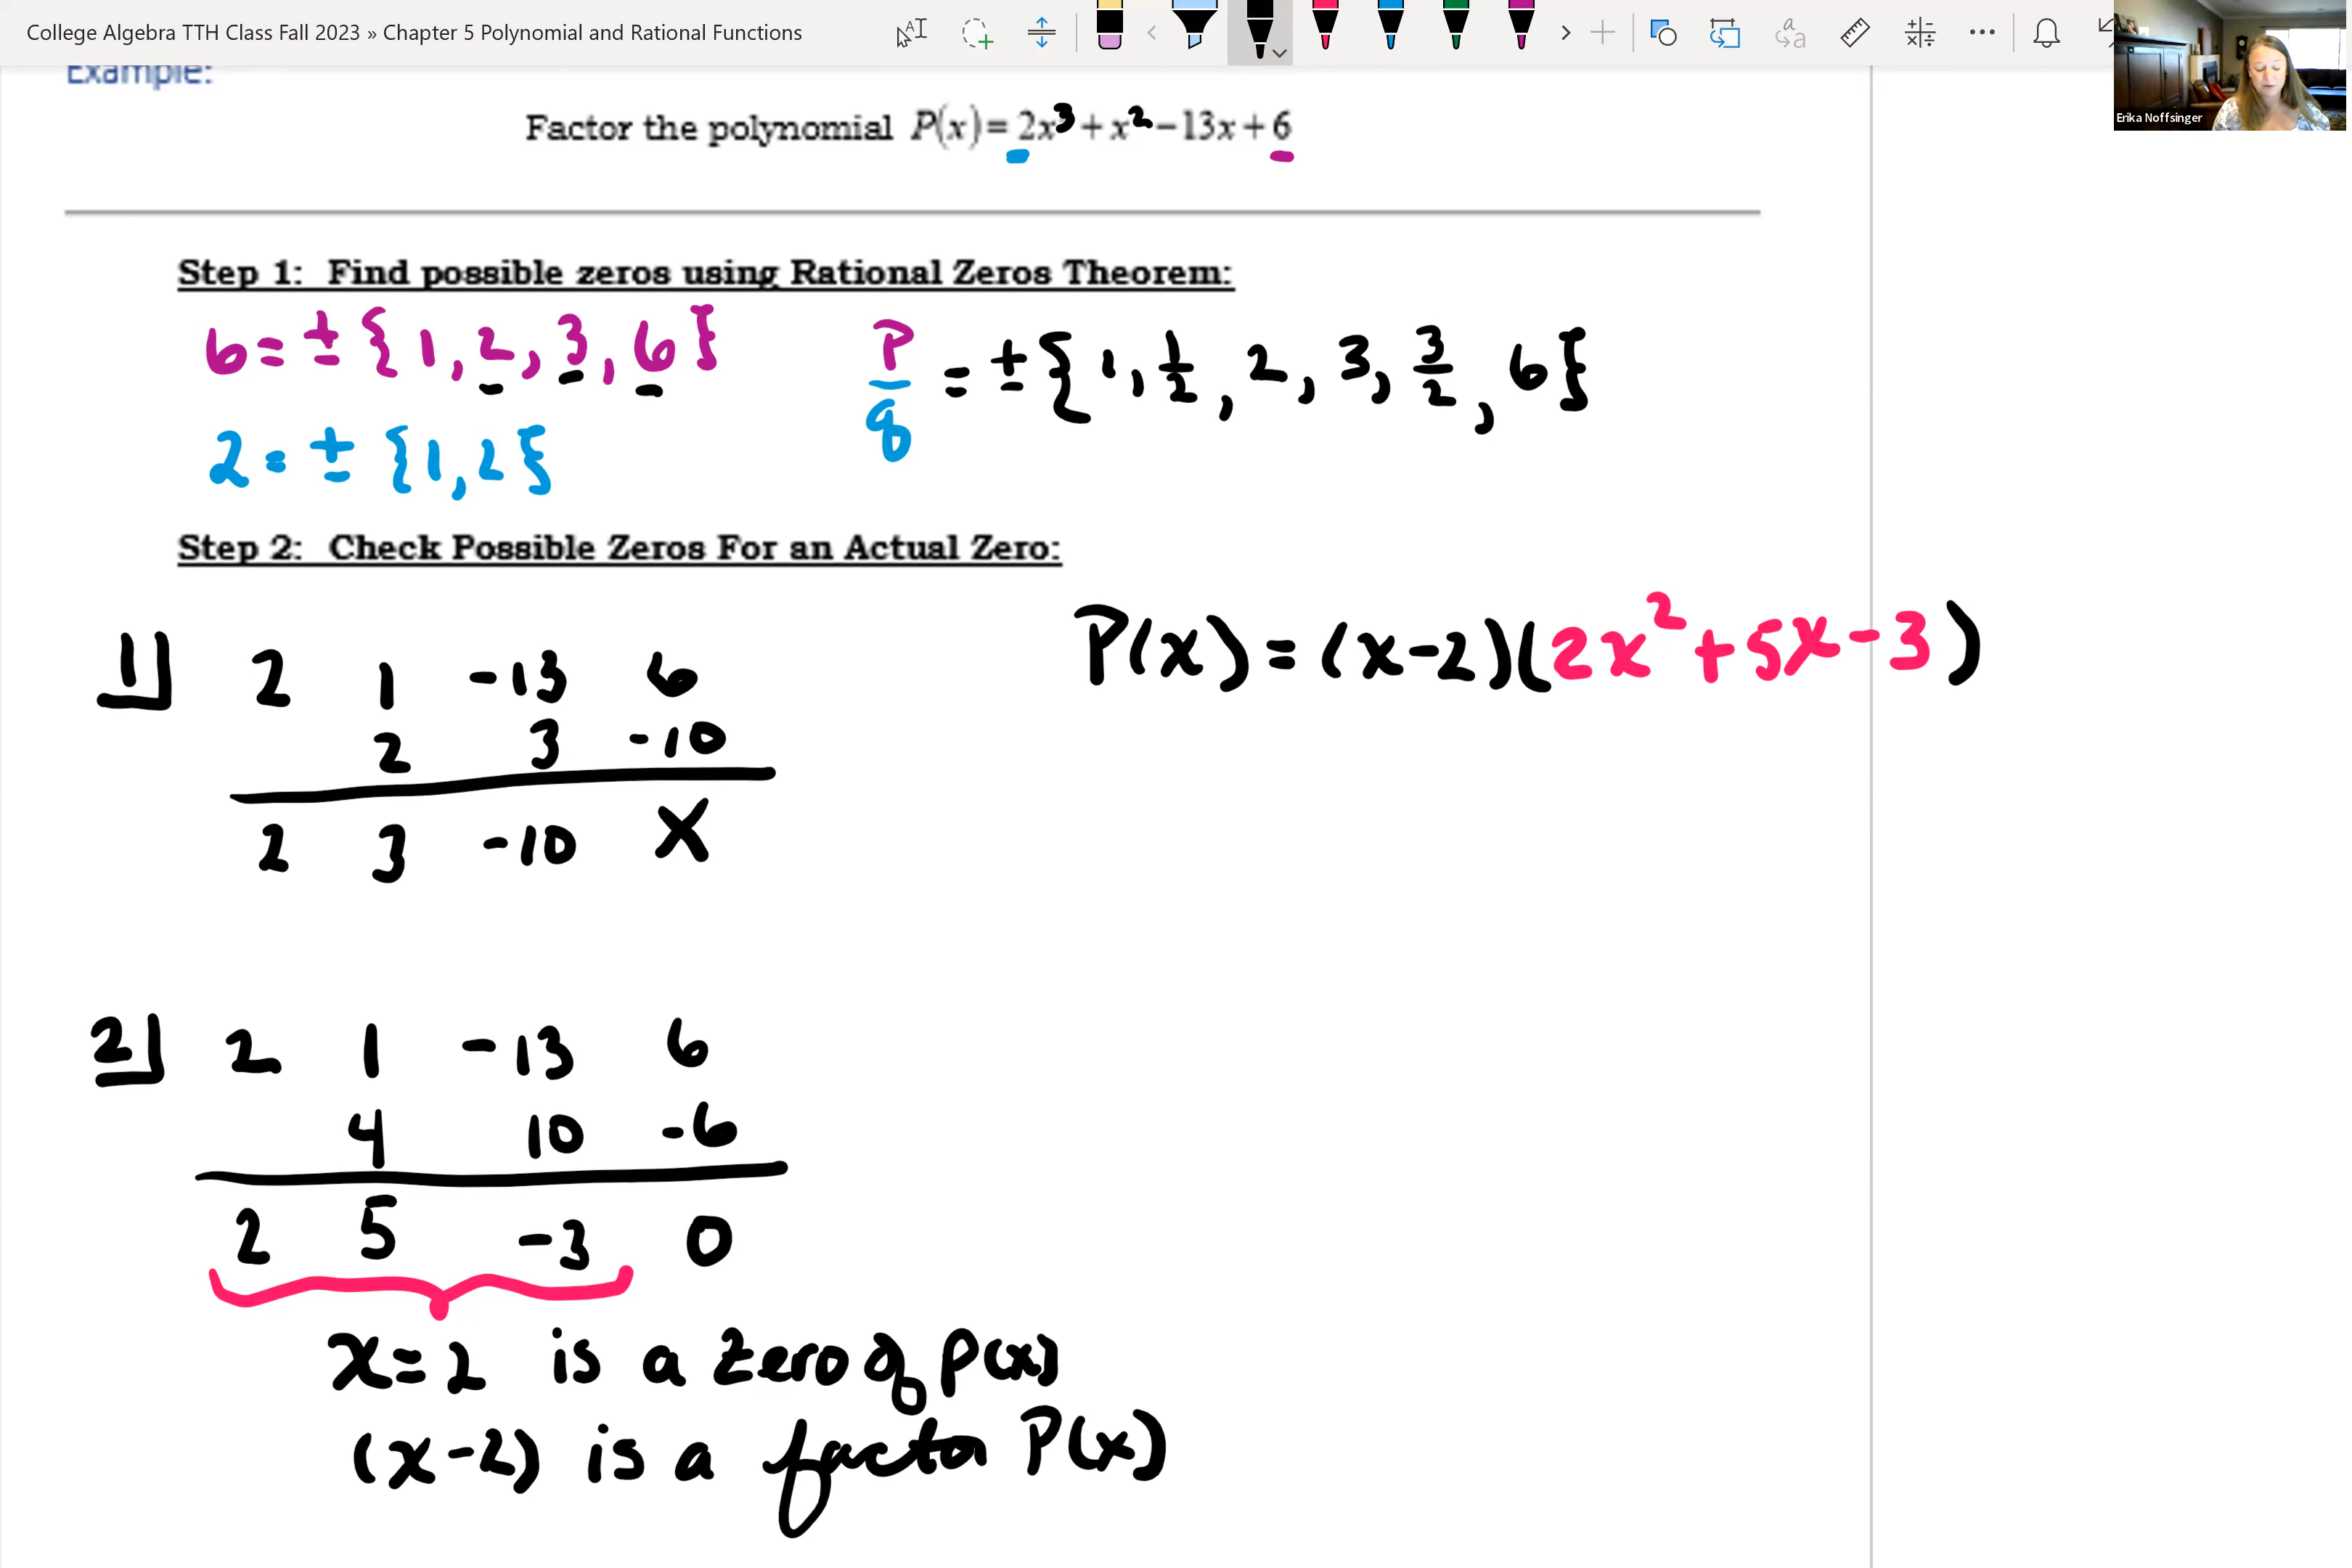 College Algebra TTH Class Fall 2023 » Chapter 5 Polynomial and Rational Functions
Erika Noffsinger
Example:
Factor the polynomial P(x)= 2x³ + x² − 13x + 6
Step 1: Find possible zeros using Rational Zeros Theorem:
6 = ± {1, 2, 3, 6}
p/q = ± {1, 1/2, 2, 3, 3/2, 6}
2 = ± {1, 2}
Step 2: Check Possible Zeros For an Actual Zero:
P(x) = (x-2)(2x² + 5x - 3)
1| 2 1 -13 6
2 3 -10
2 3 -10 X
2| 2 1 -13 6
4 10 -6
2 5 -3 0
x=2 is a zero of P(x)
(x-2) is a factor P(x)